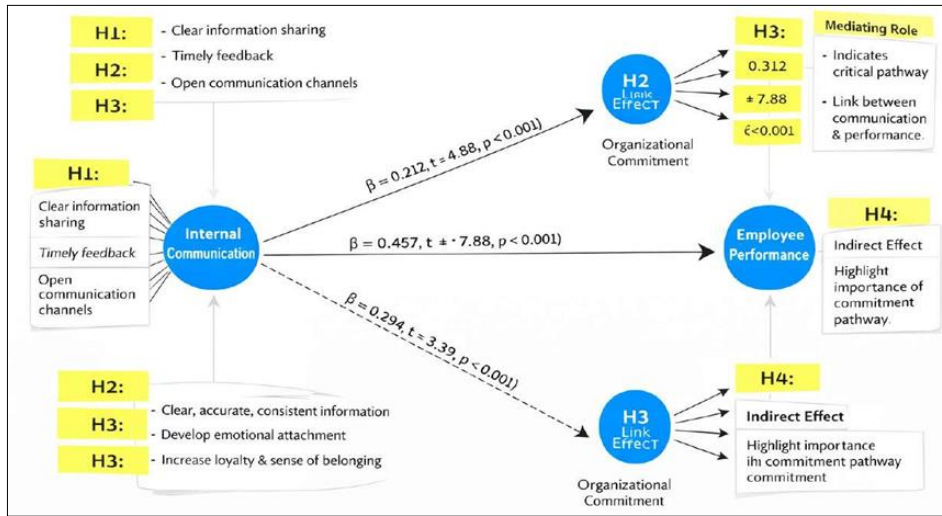 H1:
- Clear information sharing
- Timely feedback
H2:
- Open communication channels
H3:
H1:
Clear information
sharing
Timely feedback
Open
communication
channels
Internal
Communication
β = 0.212, t = 4.88, p < 0.001)
β = 0.457, t ± · 7.88, p < 0.001)
β = 0.294, t = 3.39, p < 0.001)
H2
Link
EffecT
Organizational
Commitment
H3:
0.312
± 7.88
є<0.001
Mediating Role
- Indicates
critical pathway
- Link between
communication
& performance.
Employee
Performance
H4:
Indirect Effect
Highlight
importance of
commitment
pathway.
H2:
H3:
H3:
- Clear, accurate, consistent information
- Develop emotional attachment
- Increase loyalty & sense of belonging
H3
Link
EffecT
Organizational
Commitment
H4:
Indirect Effect
Highlight importance
ihı commitment pathway
commitment